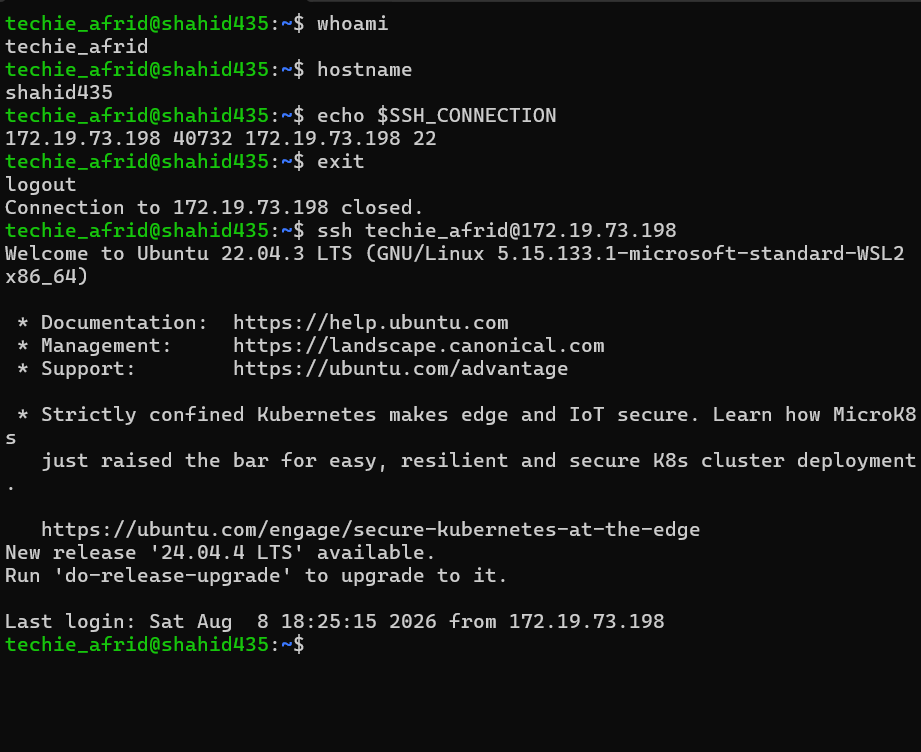 techie_afrid@shahid435:~$ whoami
techie_afrid
techie_afrid@shahid435:~$ hostname
shahid435
techie_afrid@shahid435:~$ echo $SSH_CONNECTION
172.19.73.198 40732 172.19.73.198 22
techie_afrid@shahid435:~$ exit
logout
Connection to 172.19.73.198 closed.
techie_afrid@shahid435:~$ ssh techie_afrid@172.19.73.198
Welcome to Ubuntu 22.04.3 LTS (GNU/Linux 5.15.133.1-microsoft-standard-WSL2
x86_64)

 * Documentation:  https://help.ubuntu.com
 * Management:     https://landscape.canonical.com
 * Support:        https://ubuntu.com/advantage

 * Strictly confined Kubernetes makes edge and IoT secure. Learn how MicroK8
s
   just raised the bar for easy, resilient and secure K8s cluster deployment
.

   https://ubuntu.com/engage/secure-kubernetes-at-the-edge
New release '24.04.4 LTS' available.
Run 'do-release-upgrade' to upgrade to it.

Last login: Sat Aug  8 18:25:15 2026 from 172.19.73.198
techie_afrid@shahid435:~$